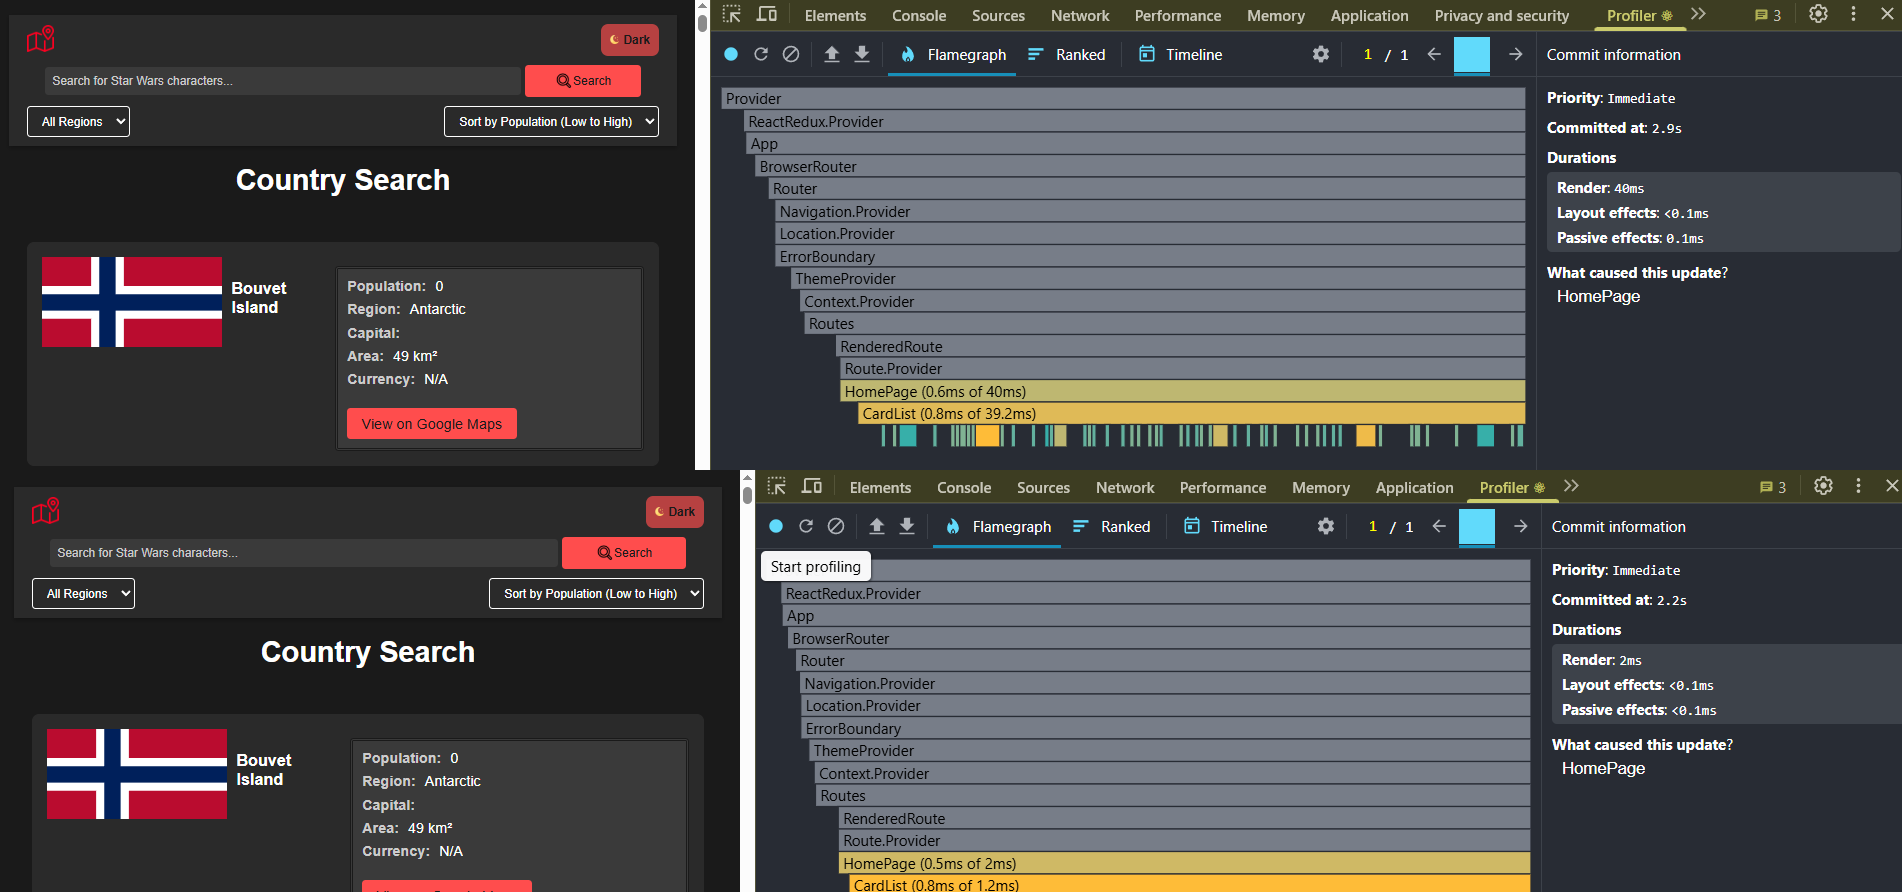 Dark
Search for Star Wars characters...
Search
All Regions
Sort by Population (Low to High)
Country Search
Bouvet
Island
Population: 0
Region: Antarctic
Capital:
Area: 49 km²
Currency: N/A
View on Google Maps
Elements Console Sources Network Performance Memory Application Privacy and security Profiler 3
Flamegraph Ranked Timeline 1 / 1
Commit information
Provider
ReactRedux.Provider
App
BrowserRouter
Router
Navigation.Provider
Location.Provider
ErrorBoundary
ThemeProvider
Context.Provider
Routes
RenderedRoute
Route.Provider
HomePage (0.6ms of 40ms)
CardList (0.8ms of 39.2ms)
Priority: Immediate
Committed at: 2.9s
Durations
Render: 40ms
Layout effects: <0.1ms
Passive effects: 0.1ms
What caused this update?
HomePage
Dark
Search for Star Wars characters...
Search
All Regions
Sort by Population (Low to High)
Country Search
Bouvet
Island
Population: 0
Region: Antarctic
Capital:
Area: 49 km²
Currency: N/A
Elements Console Sources Network Performance Memory Application Profiler 3
Flamegraph Ranked Timeline 1 / 1
Commit information
Start profiling
ReactRedux.Provider
App
BrowserRouter
Router
Navigation.Provider
Location.Provider
ErrorBoundary
ThemeProvider
Context.Provider
Routes
RenderedRoute
Route.Provider
HomePage (0.5ms of 2ms)
CardList (0.8ms of 1.2ms)
Priority: Immediate
Committed at: 2.2s
Durations
Render: 2ms
Layout effects: <0.1ms
Passive effects: <0.1ms
What caused this update?
HomePage